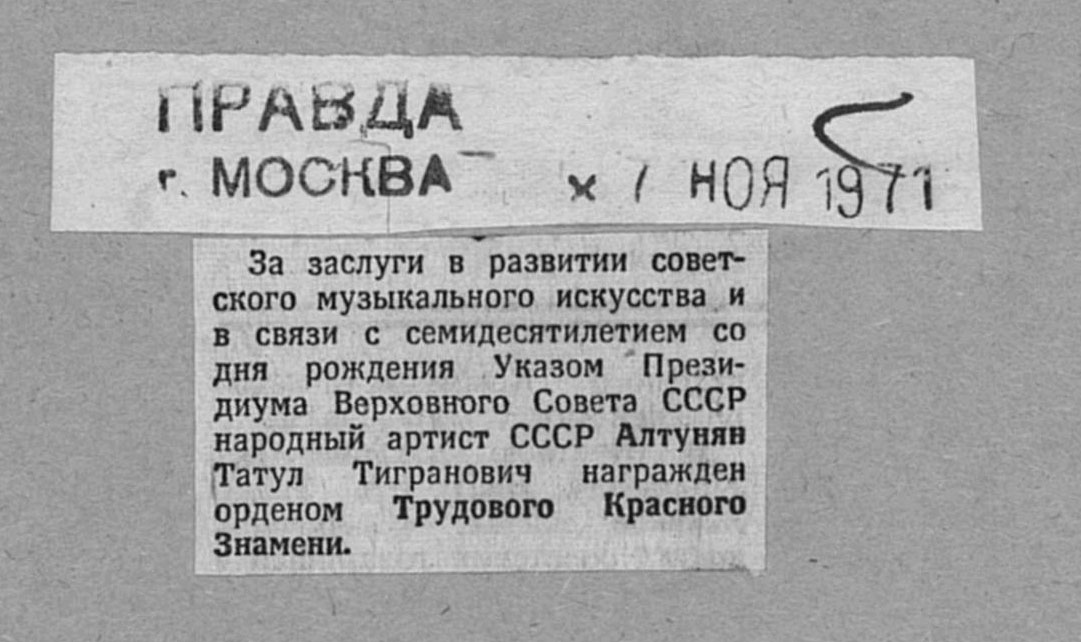 ПРАВДА
г. МОСКВА × 7 НОЯ 1971
За заслуги в развитии совет-
ского музыкального искусства и
в связи с семидесятилетием со
дня рождения Указом Прези-
диума Верховного Совета СССР
народный артист СССР Алтунян
Татул Тигранович награжден
орденом Трудового Красного
Знамени.